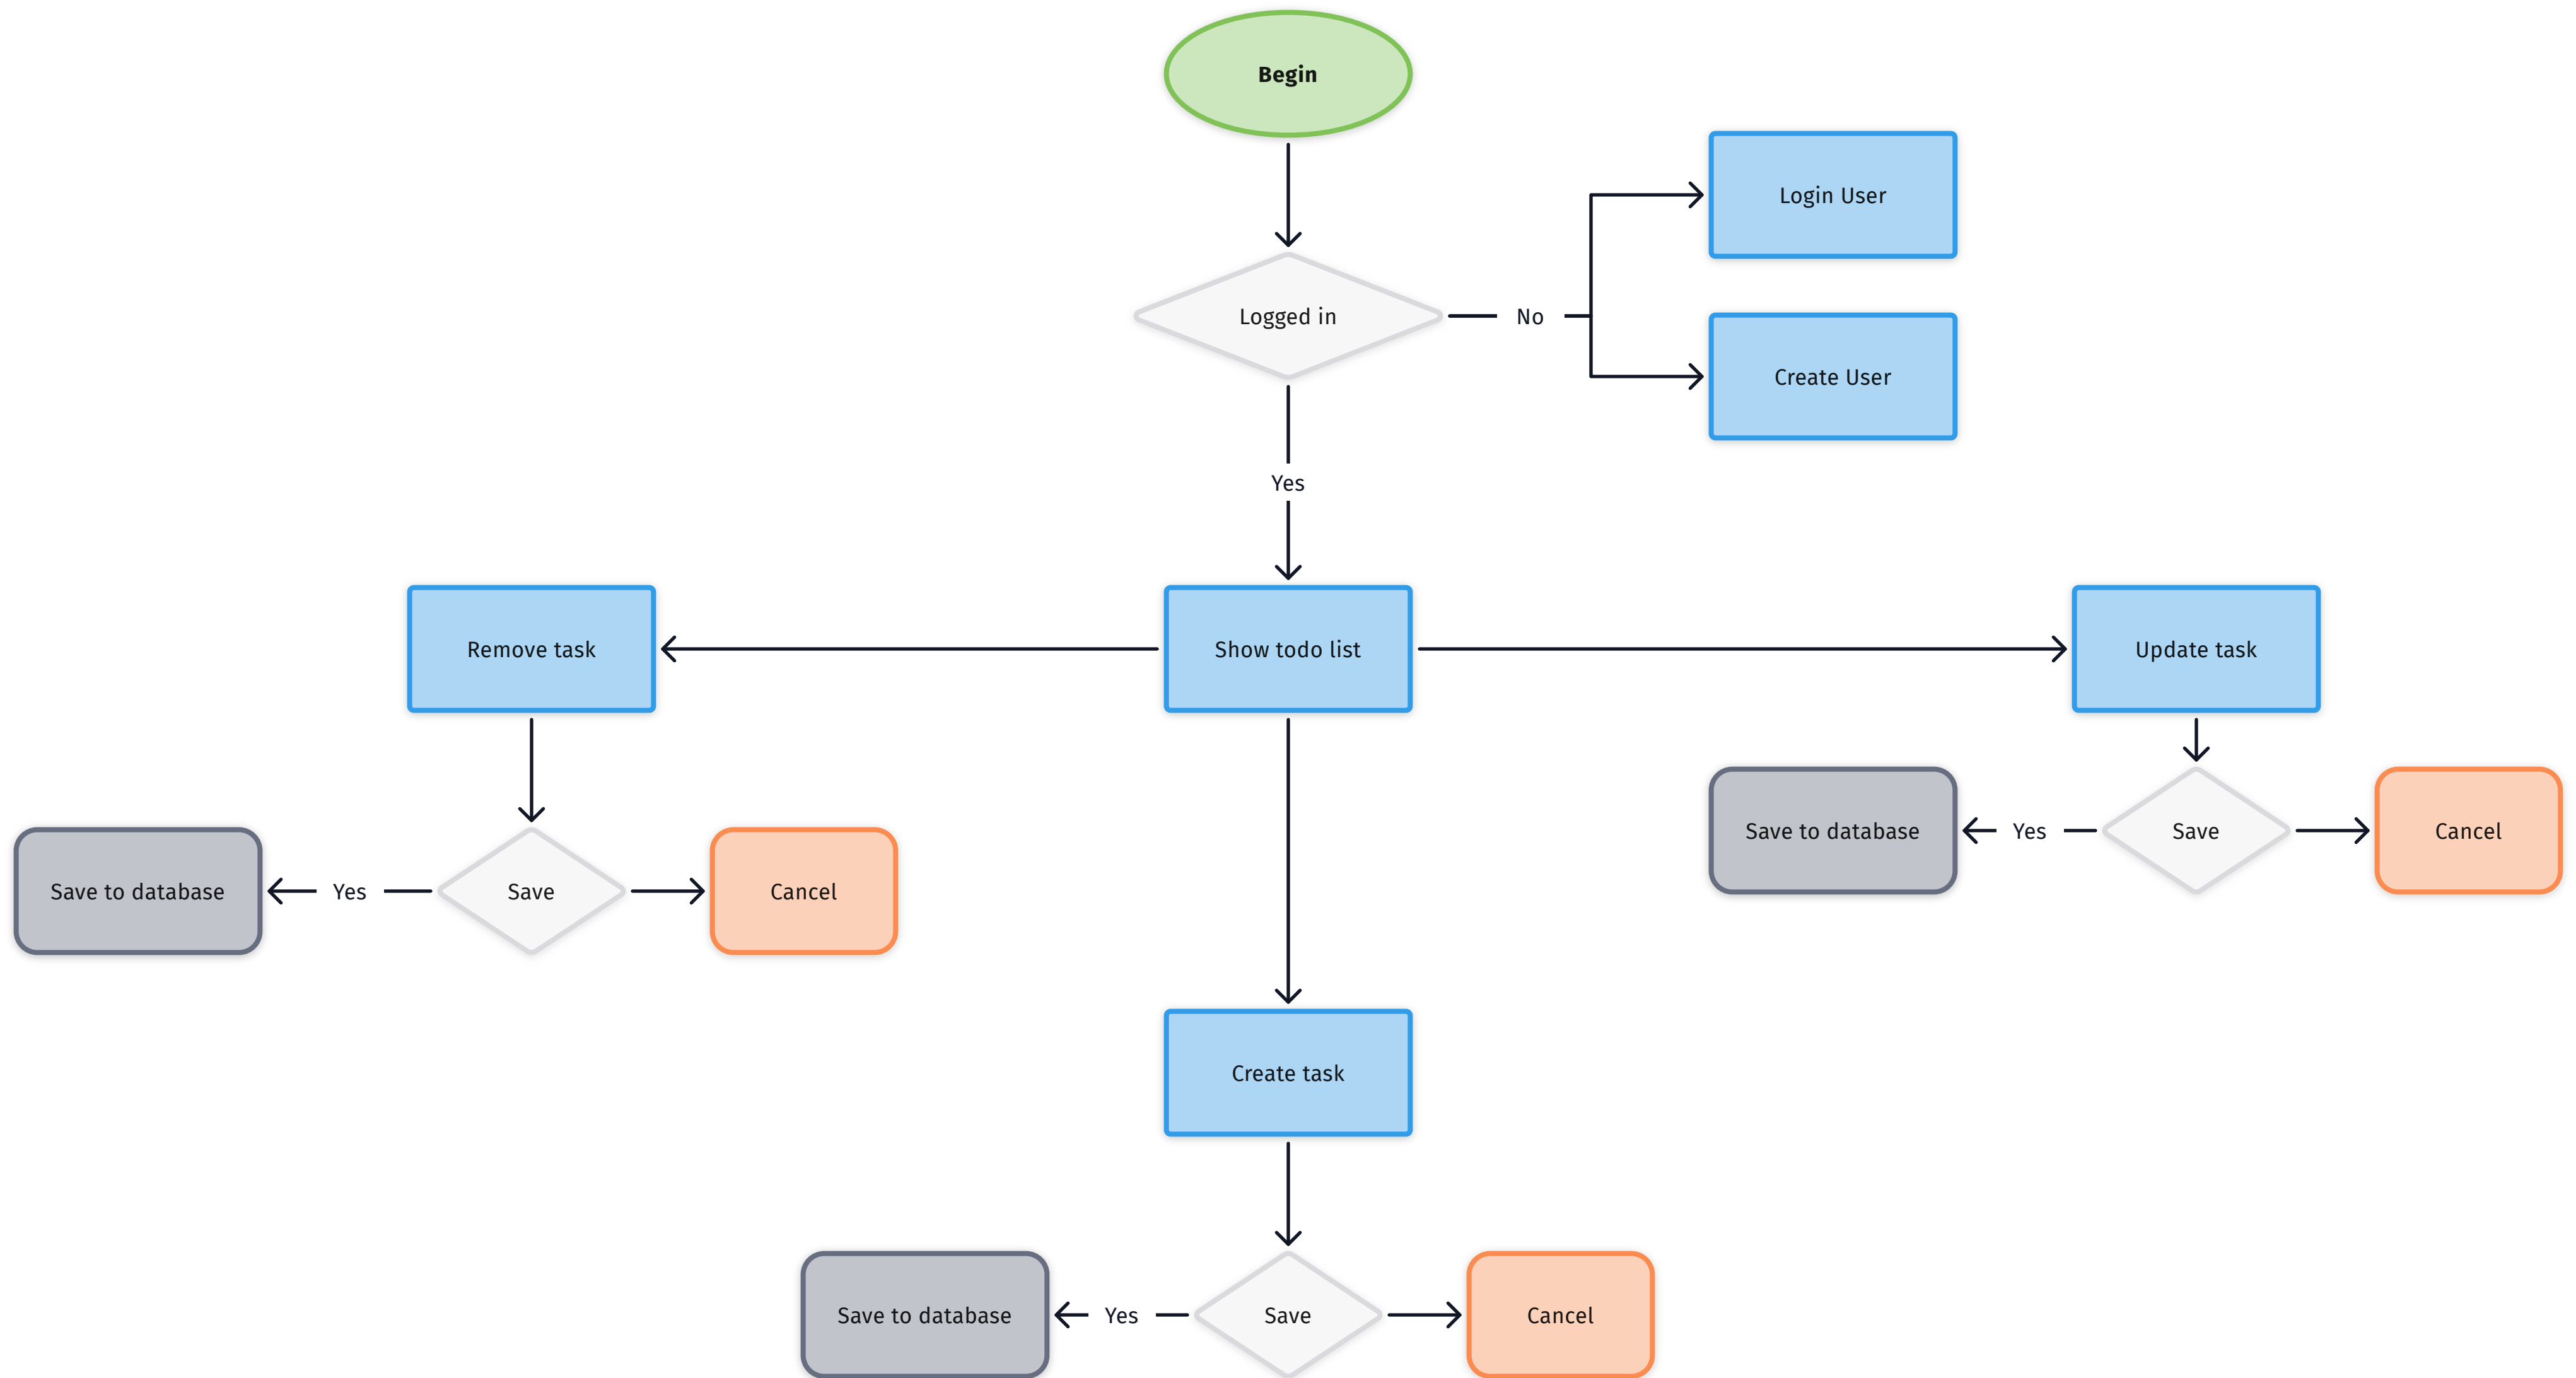 Begin
Login User
Logged in
No
Create User
Yes
Remove task
Show todo list
Update task
Save to database
Yes
Save
Cancel
Save to database
Yes
Save
Cancel
Create task
Save to database
Yes
Save
Cancel